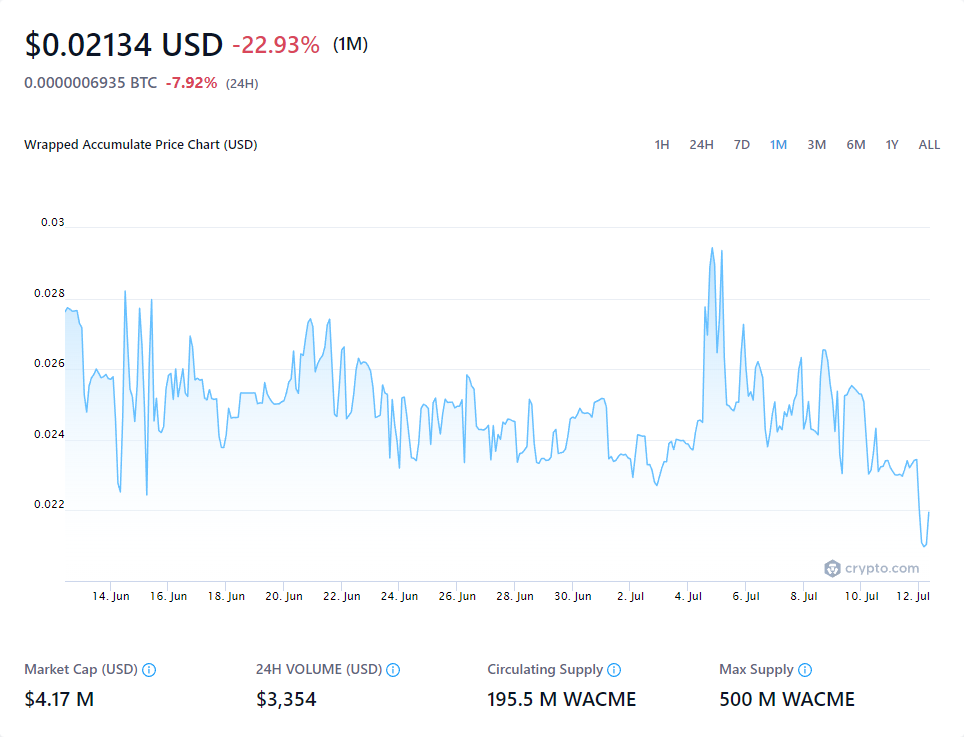 $0.02134 USD -22.93% (1M)
0.0000006935 BTC -7.92% (24H)
Wrapped Accumulate Price Chart (USD)
1H 24H 7D 1M 3M 6M 1Y ALL
0.03
0.028
0.026
0.024
0.022
crypto.com
14. Jun 16. Jun 18. Jun 20. Jun 22. Jun 24. Jun 26. Jun 28. Jun 30. Jun 2. Jul 4. Jul 6. Jul 8. Jul 10. Jul 12. Jul
Market Cap (USD) 24H VOLUME (USD) Circulating Supply Max Supply
$4.17 M $3,354 195.5 M WACME 500 M WACME